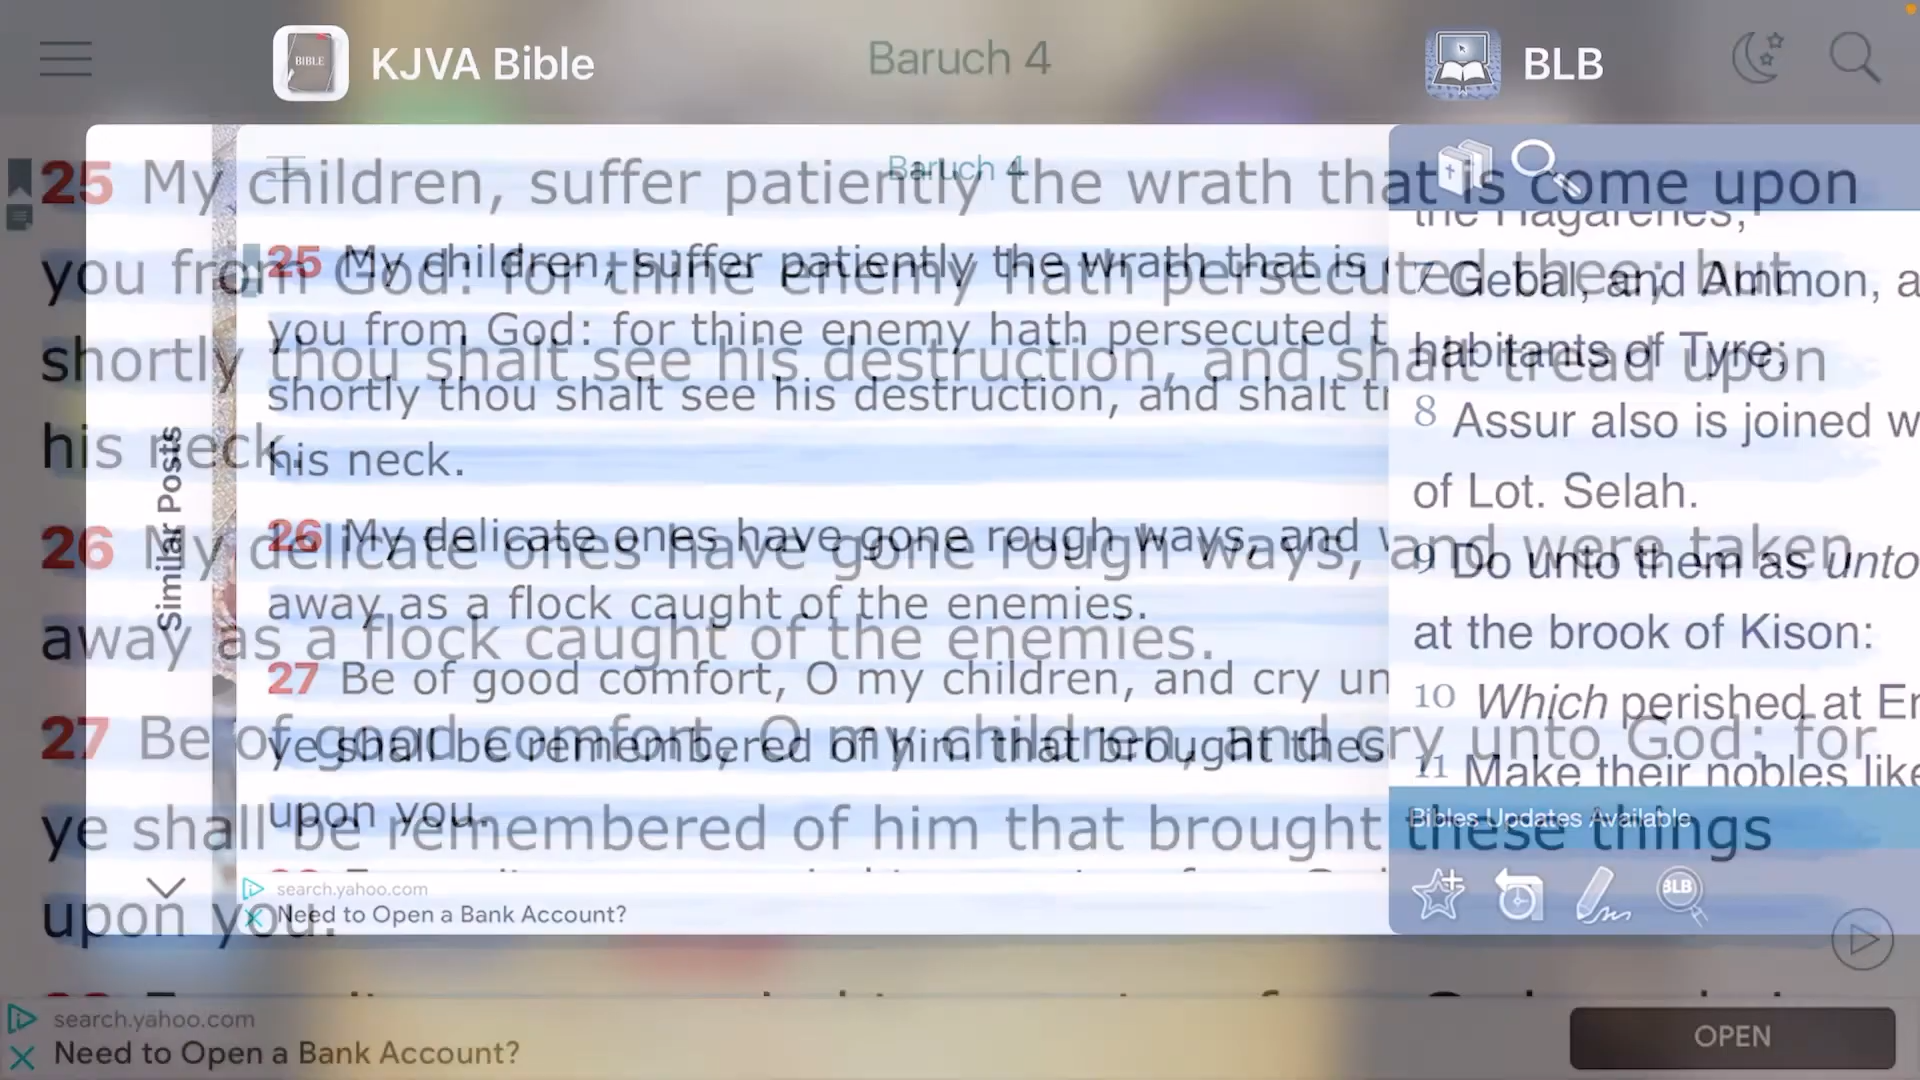 KJVA Bible
Baruch 4
BLB
25 My children, suffer patiently the wrath that is come upon
you from God: for thine enemy hath persecuted thee; but
shortly thou shalt see his destruction, and shalt tread upon
his neck.
26 My delicate ones have gone rough ways, and were taken
away as a flock caught of the enemies.
27 Be of good comfort, O my children, and cry unto God: for
ye shall be remembered of him that brought these things
upon you.
search.yahoo.com
Need to Open a Bank Account?
OPEN
Similar Posts
Baruch 4
25 My children, suffer patiently the wrath that is
you from God: for thine enemy hath persecuted
shortly thou shalt see his destruction, and shalt
his neck.
26 My delicate ones have gone rough ways, and
away as a flock caught of the enemies.
27 Be of good comfort, O my children, and cry
ye shall be remembered of him that brought
upon you.
search.yahoo.com
Need to Open a Bank Account?
the Hagarenes;
7 Gebal, and Ammon,
habitants of Tyre;
8 Assur also is joined
of Lot. Selah.
9 Do unto them as unto
at the brook of Kison:
10 Which perished at
11 Make their nobles like
Bibles Updates Available
BLB
BIBLE